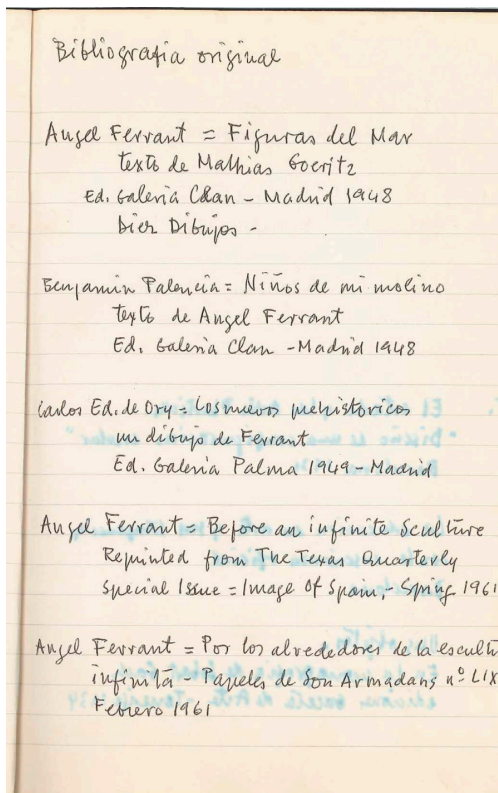 Bibliografia original
Angel Ferrant = Figuras del Mar
texto de Mathias Goeritz
Ed. Galeria Clan - Madrid 1948
Diez Dibujos -
Benjamin Palencia = Niños de mi molino
texto de Angel Ferrant
Ed. Galeria Clan - Madrid 1948
Carlos Ed. de Ory = Los nuevos prehistoricos
un dibujo de Ferrant
Ed. Galeria Palma 1949 - Madrid
Angel Ferrant = Before an infinite Sculture
Reprinted from The Texas Quarterly
Special Issue = Image Of Spain, - Spring 1961
Angel Ferrant = Por los alrededores de la escult
infinita - Papeles de Son Armadans nº LIX
Febrero 1961